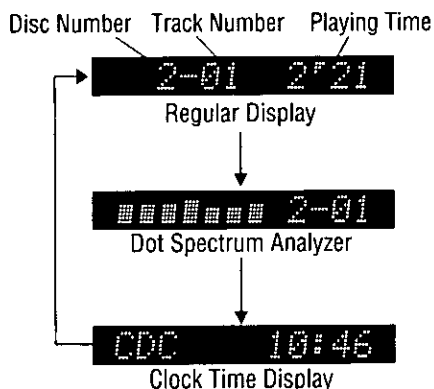 Disc Number Track Number Playing Time
2-01 2'21
Regular Display
2-01
Dot Spectrum Analyzer
CDC 10:46
Clock Time Display